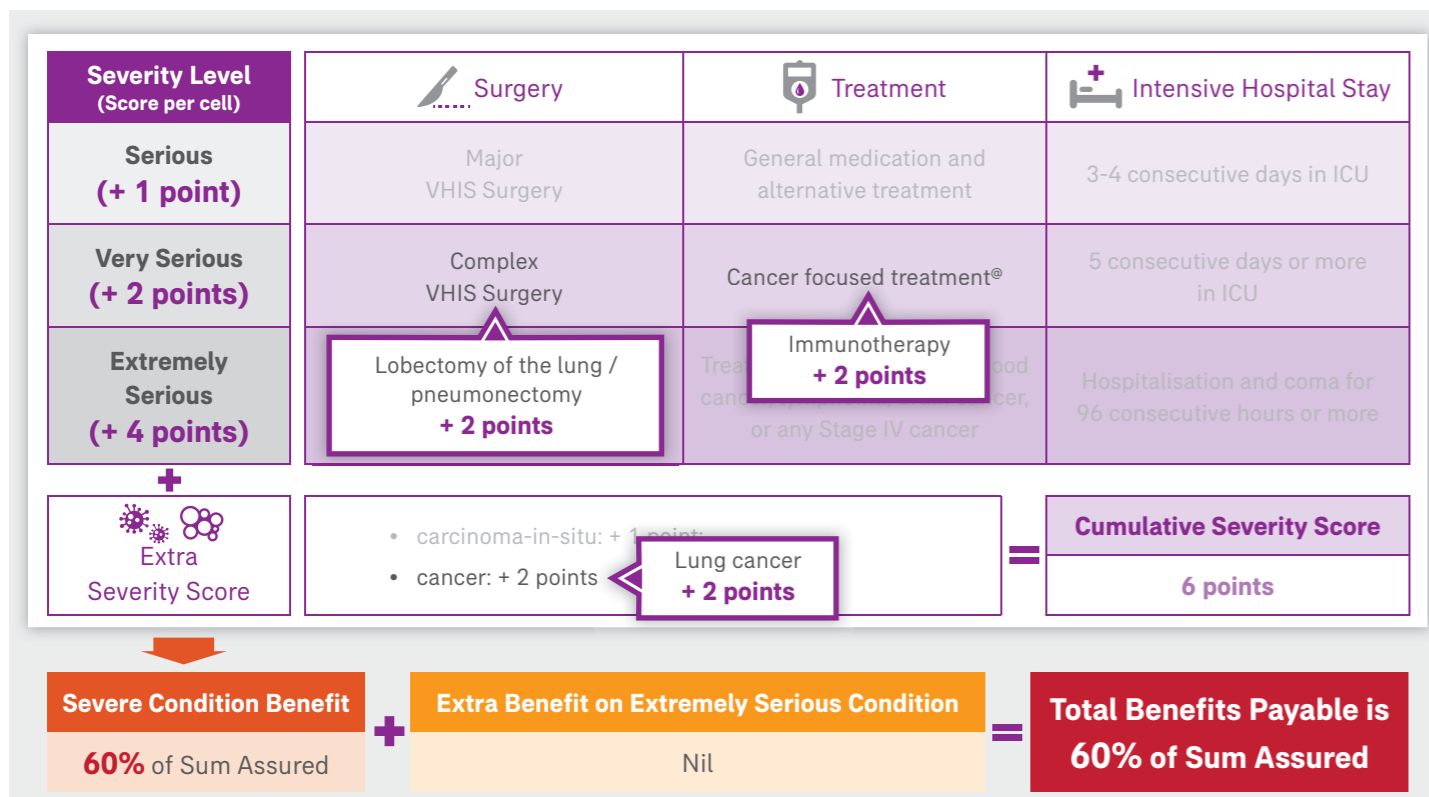 Severity Level
(Score per cell)
Surgery
Treatment
Intensive Hospital Stay
Serious
(+ 1 point)
Major
VHIS Surgery
General medication and
alternative treatment
3-4 consecutive days in ICU
Very Serious
(+ 2 points)
Complex
VHIS Surgery
Cancer focused treatment@
5 consecutive days or more
in ICU
Extremely
Serious
(+ 4 points)
Lobectomy of the lung /
pneumonectomy
+ 2 points
Immunotherapy
+ 2 points
or any Stage IV cancer
Hospitalisation and coma for
96 consecutive hours or more
+
Extra
Severity Score
• carcinoma-in-situ: + 1 point;
• cancer: + 2 points
Lung cancer
+ 2 points
=
Cumulative Severity Score
6 points
Severe Condition Benefit
60% of Sum Assured
+
Extra Benefit on Extremely Serious Condition
Nil
=
Total Benefits Payable is
60% of Sum Assured